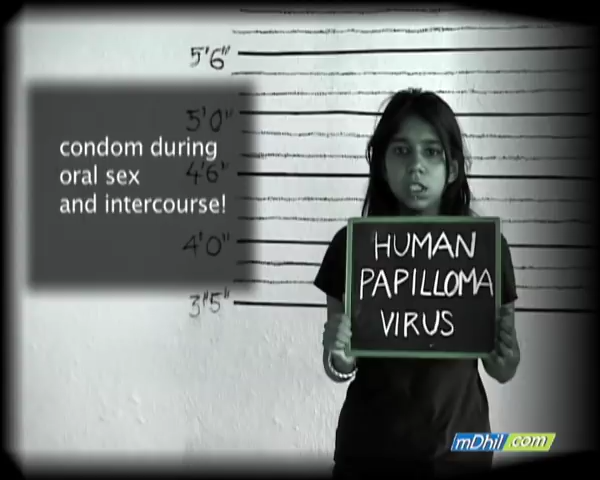 5'6"
5'0"
4'6"
4'0"
3'5"
condom during
oral sex
and intercourse!
HUMAN
PAPILLOMA
VIRUS
mDhil.com